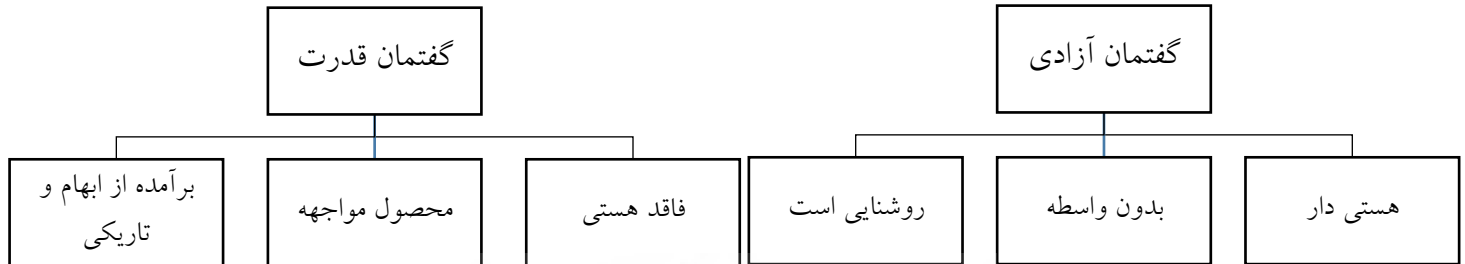 گفتمان آزادی
هستی دار
بدون واسطه
روشنایی است
گفتمان قدرت
فاقد هستی
محصول مواجهه
برآمده از ابهام و
تاریکی